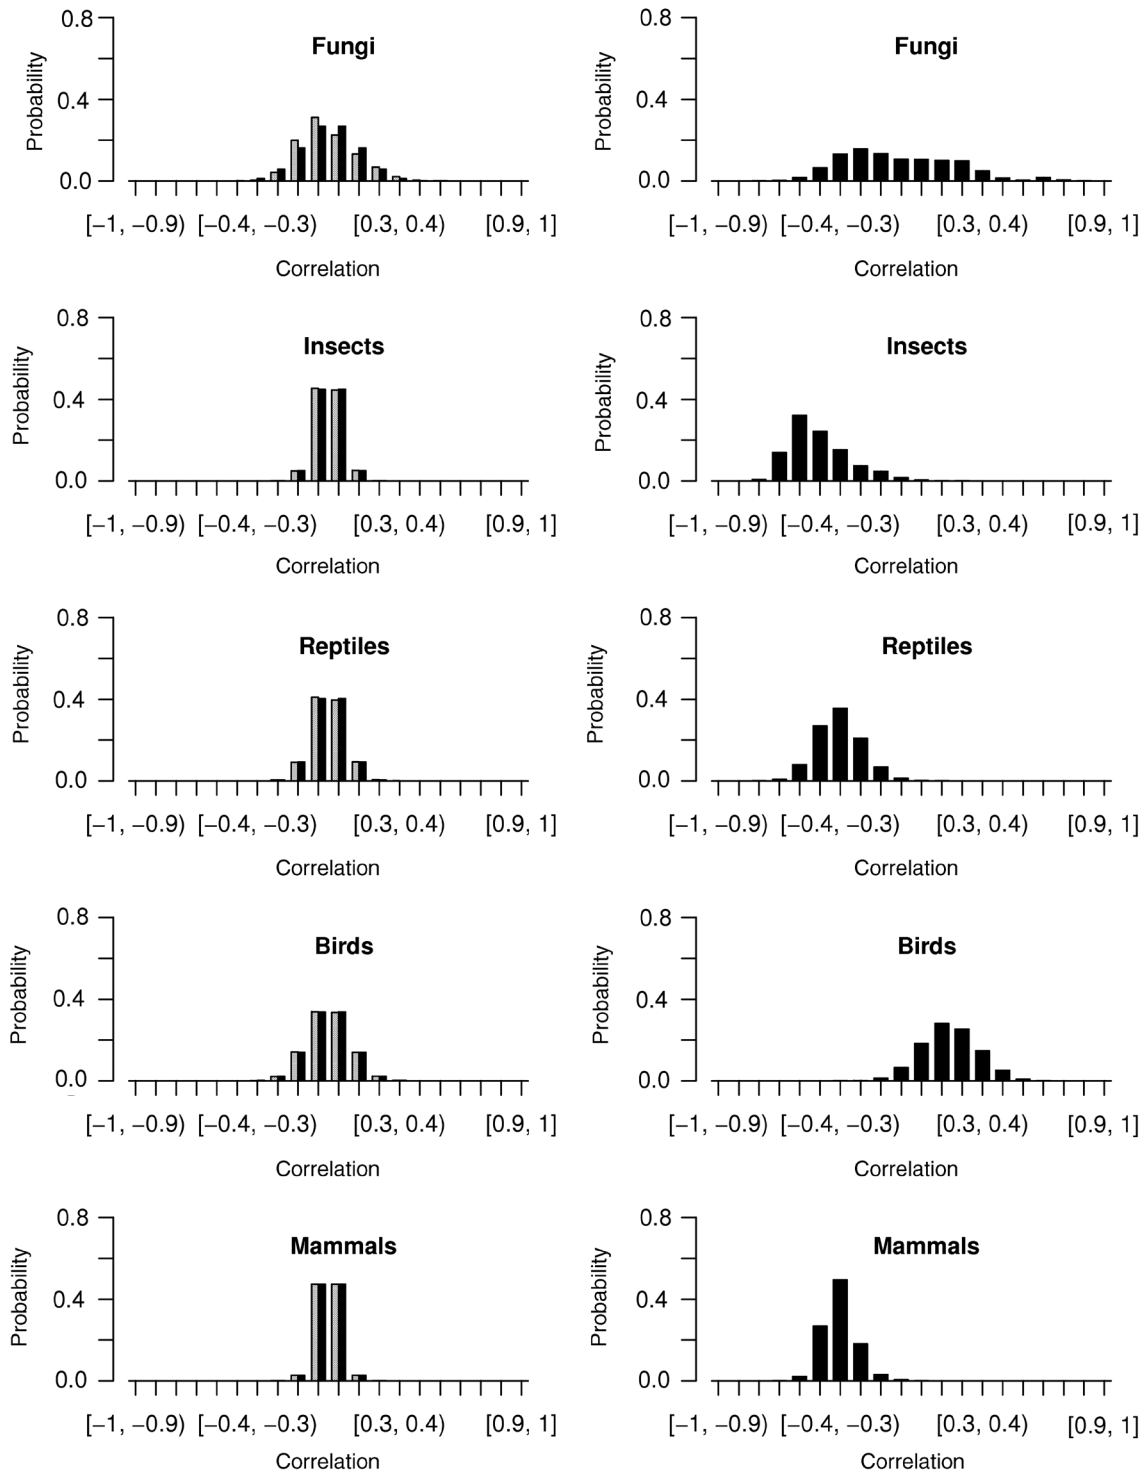 0.8 Fungi 0.8 Fungi
Probability Probability
0.4 0.4
0.0 0.0
[−1, −0.9) [−0.4, −0.3) [0.3, 0.4) [0.9, 1] [−1, −0.9) [−0.4, −0.3) [0.3, 0.4) [0.9, 1]
Correlation Correlation
0.8 Insects 0.8 Insects
Probability Probability
0.4 0.4
0.0 0.0
[−1, −0.9) [−0.4, −0.3) [0.3, 0.4) [0.9, 1] [−1, −0.9) [−0.4, −0.3) [0.3, 0.4) [0.9, 1]
Correlation Correlation
0.8 Reptiles 0.8 Reptiles
Probability Probability
0.4 0.4
0.0 0.0
[−1, −0.9) [−0.4, −0.3) [0.3, 0.4) [0.9, 1] [−1, −0.9) [−0.4, −0.3) [0.3, 0.4) [0.9, 1]
Correlation Correlation
0.8 Birds 0.8 Birds
Probability Probability
0.4 0.4
0.0 0.0
[−1, −0.9) [−0.4, −0.3) [0.3, 0.4) [0.9, 1] [−1, −0.9) [−0.4, −0.3) [0.3, 0.4) [0.9, 1]
Correlation Correlation
0.8 Mammals 0.8 Mammals
Probability Probability
0.4 0.4
0.0 0.0
[−1, −0.9) [−0.4, −0.3) [0.3, 0.4) [0.9, 1] [−1, −0.9) [−0.4, −0.3) [0.3, 0.4) [0.9, 1]
Correlation Correlation